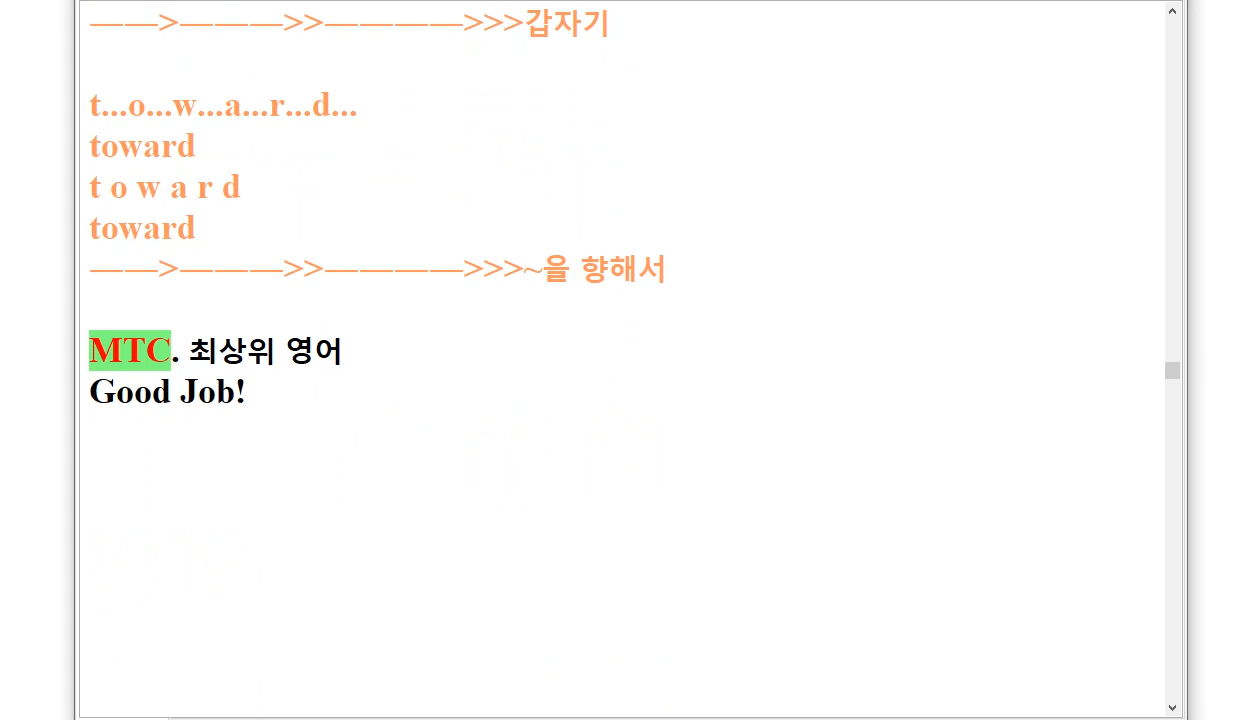 ——>———>>————>>>갑자기
t...o...w...a...r...d...
toward
t o w a r d
toward
——>———>>————>>>~을 향해서
MTC. 최상위 영어
Good Job!